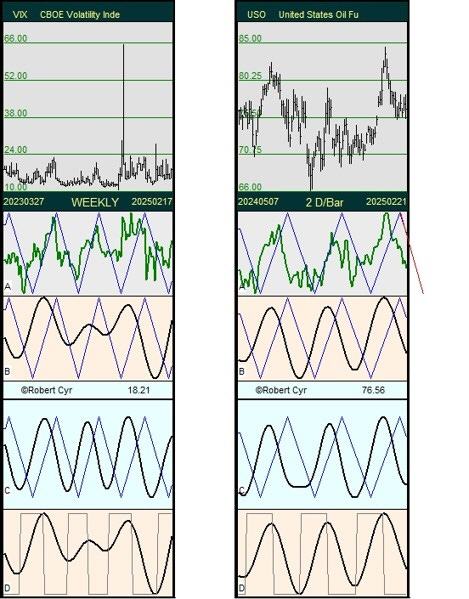 VIX CBOE Volatility Inde
66.00
52.00
38.00
24.00
10.00
20230327 WEEKLY 20250217
A
B
©Robert Cyr 18.21
C
D
USO United States Oil Fu
85.00
80.25
70.75
66.00
20240507 2 D/Bar 20250221
A
B
©Robert Cyr 76.56
C
D